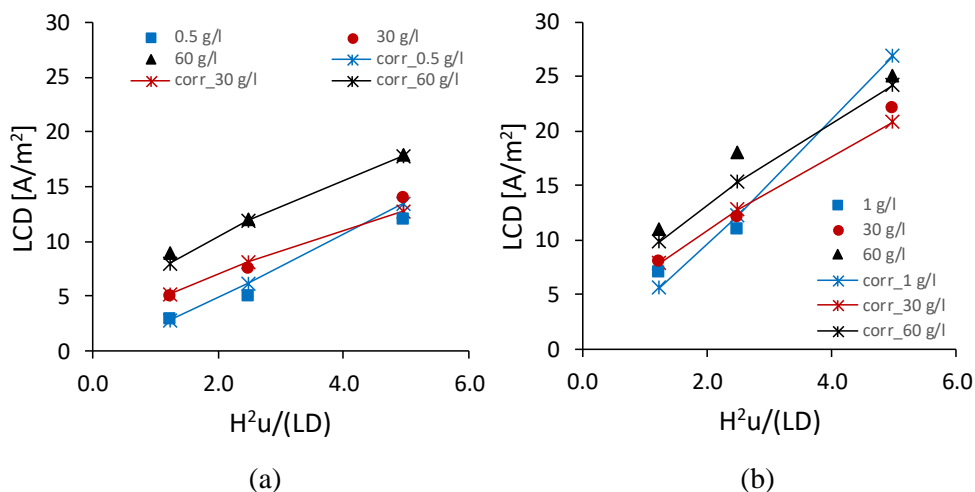 0.5 g/l 30 g/l
60 g/l corr_0.5 g/l
corr_30 g/l corr_60 g/l
LCD [A/m²]
30
25
20
15
10
5
0
0.0 2.0 4.0 6.0
H²u/(LD)
(a)
LCD [A/m²]
30
25
20
15
10
5
0
1 g/l
30 g/l
60 g/l
corr_1 g/l
corr_30 g/l
corr_60 g/l
0.0 2.0 4.0 6.0
H²u/(LD)
(b)